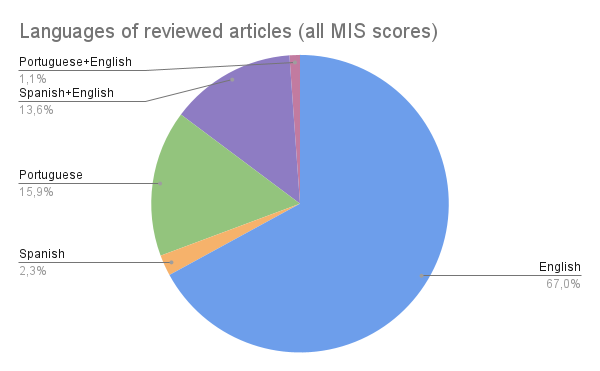 Languages of reviewed articles (all MIS scores)
Portuguese+English
1,1%
Spanish+English
13,6%
Portuguese
15,9%
Spanish
2,3%
English
67,0%